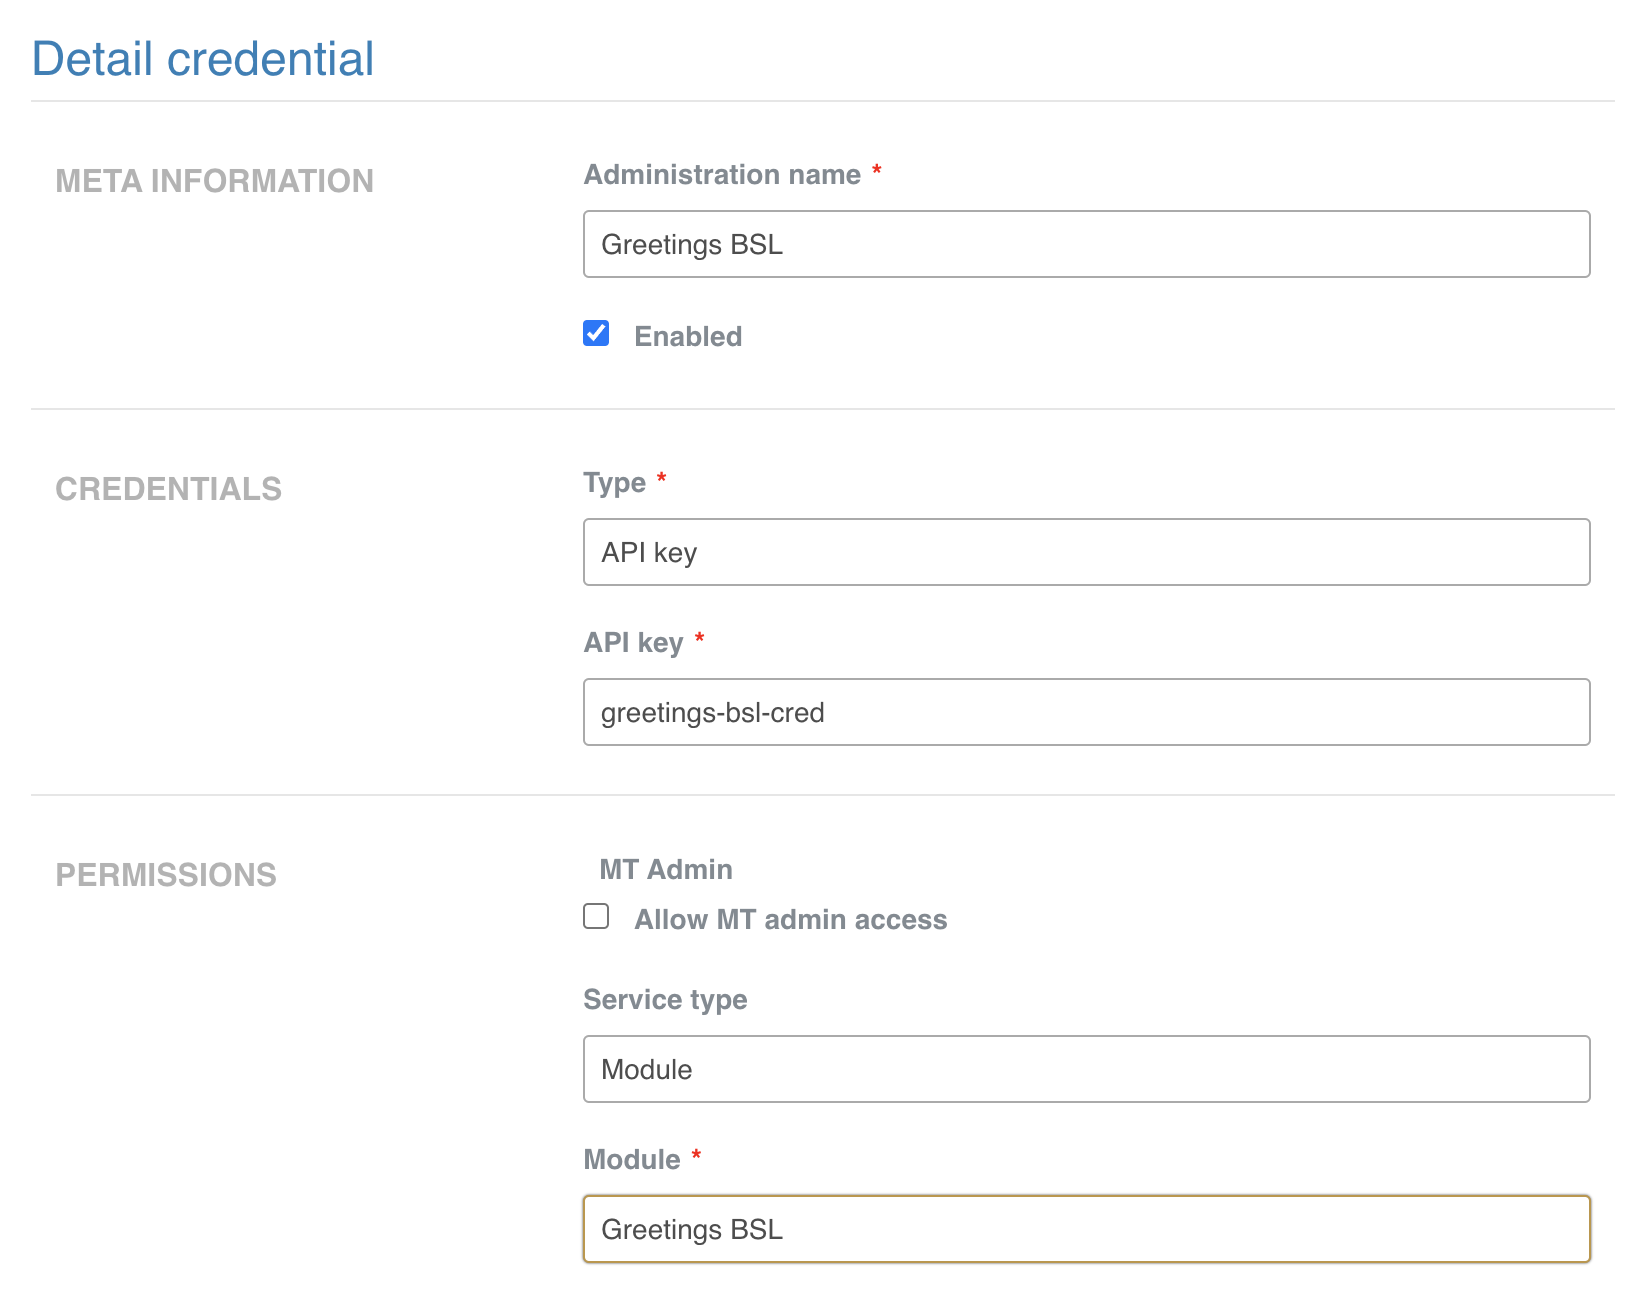 Detail credential
META INFORMATION
Administration name *
Greetings BSL
Enabled
CREDENTIALS
Type *
API key
API key *
greetings-bsl-cred
PERMISSIONS
MT Admin
Allow MT admin access
Service type
Module
Module *
Greetings BSL